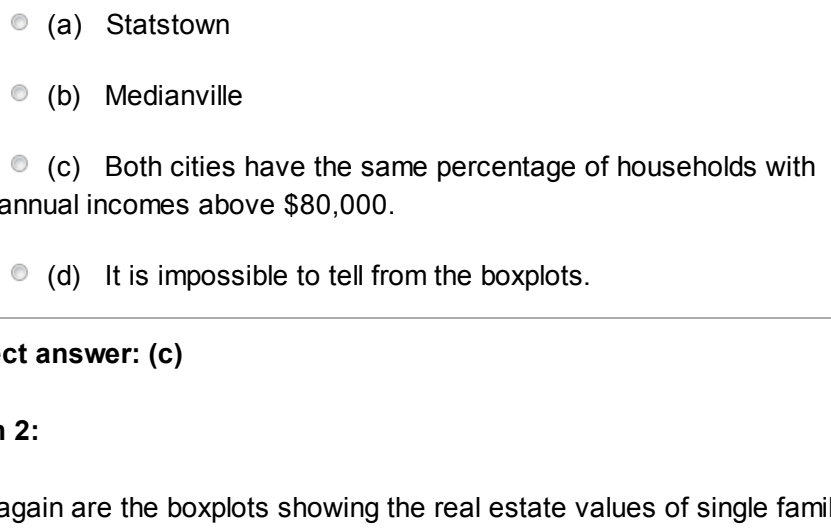 (a) Statstown
(b) Medianville
(c) Both cities have the same percentage of households with
annual incomes above $80,000.
(d) It is impossible to tell from the boxplots.
ct answer: (c)
2:
again are the boxplots showing the real estate values of single famil